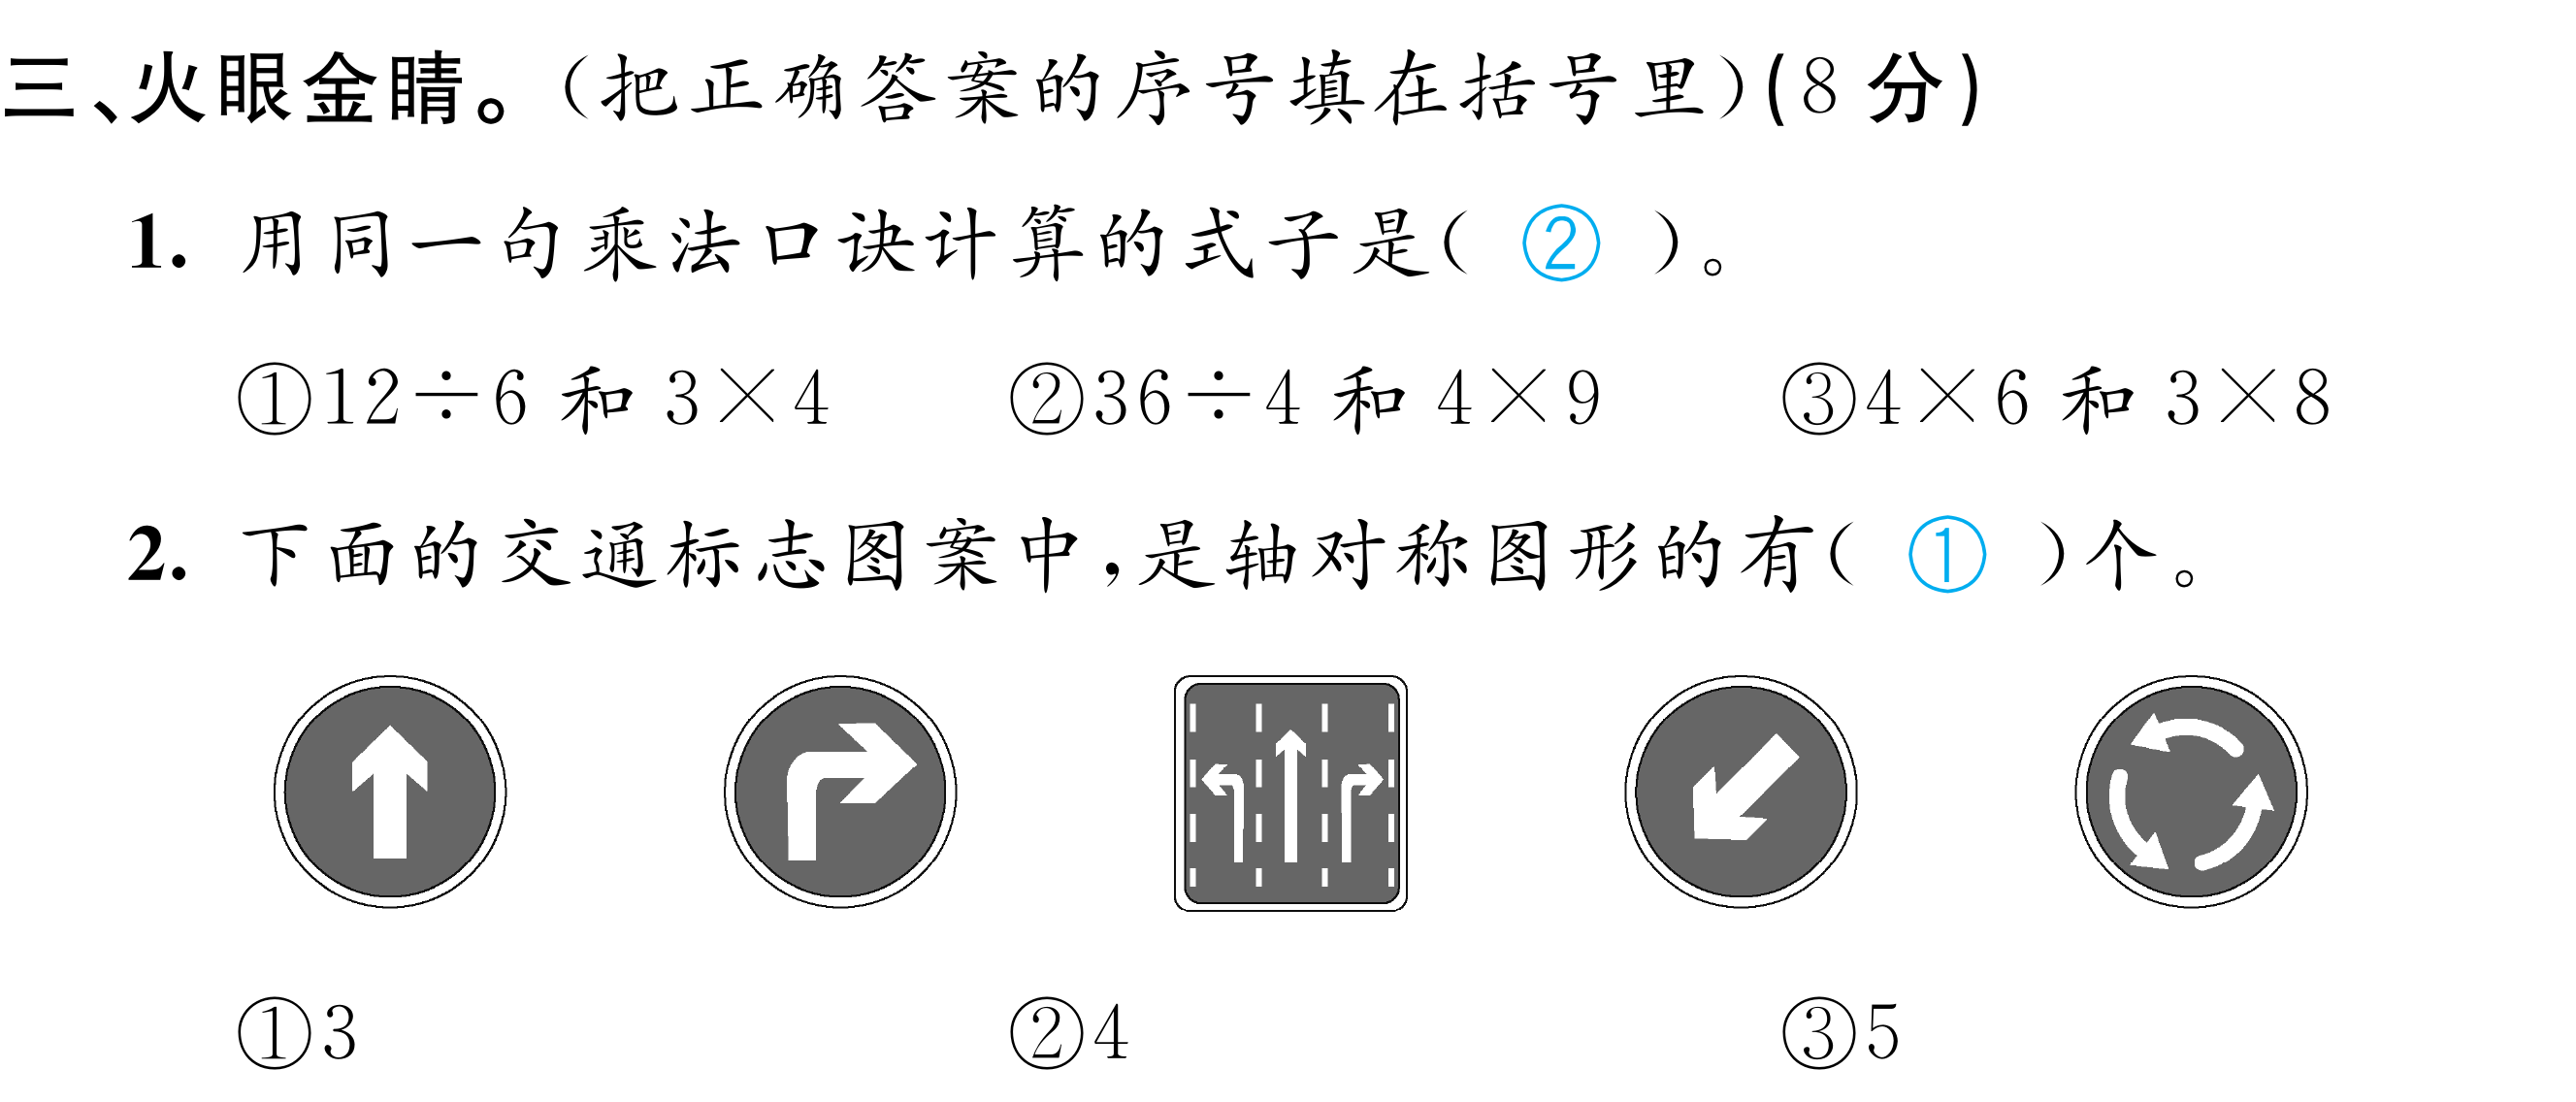 三、火眼金睛。(把正确答案的序号填在括号里)(8 分)
1. 用同一句乘法口诀计算的式子是( ② )。
①12÷6 和 3×4 ②36÷4 和 4×9 ③4×6 和 3×8
2. 下面的交通标志图案中,是轴对称图形的有( ① )个。
①3 ②4 ③5